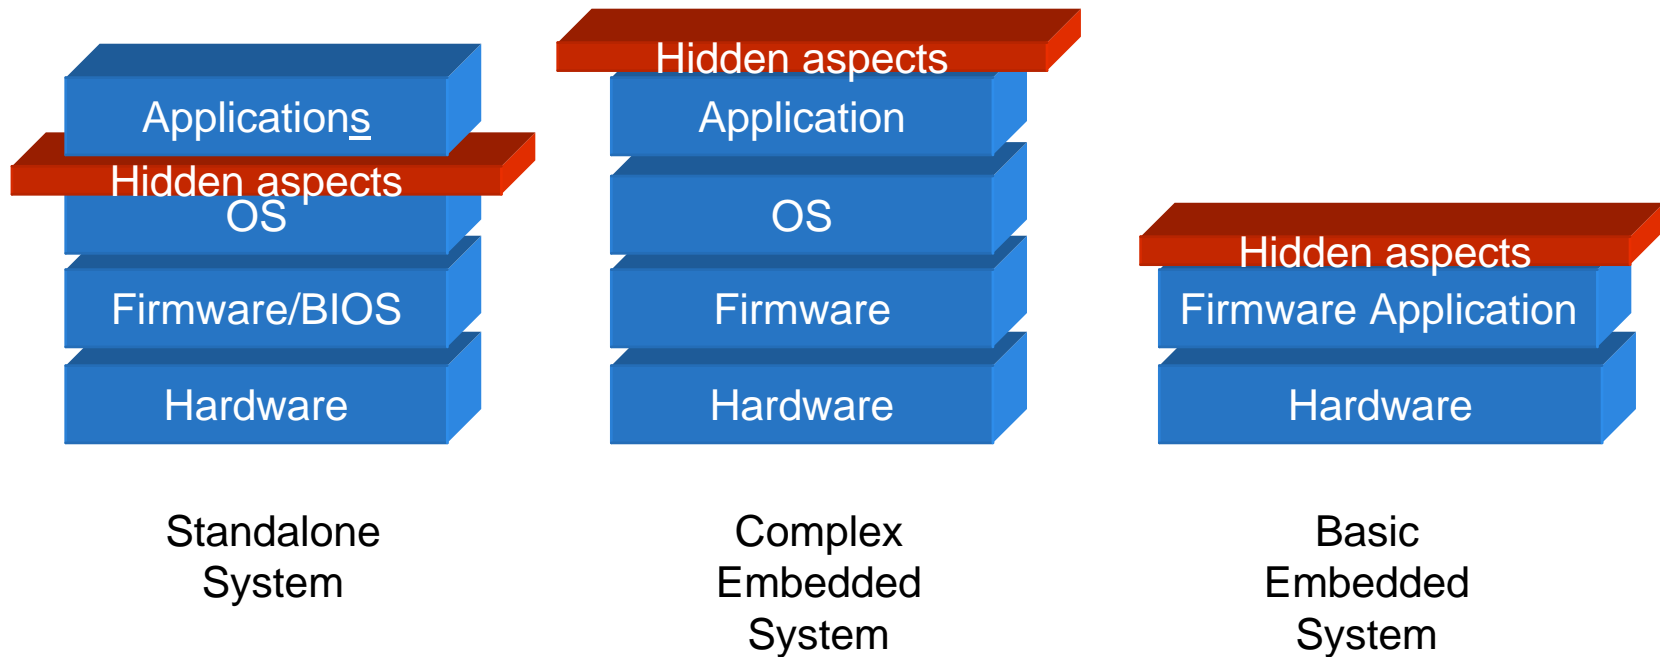 Applications
Hidden aspects
OS
Firmware/BIOS
Hardware
Standalone
System
Hidden aspects
Application
OS
Firmware
Hardware
Complex
Embedded
System
Hidden aspects
Firmware Application
Hardware
Basic
Embedded
System